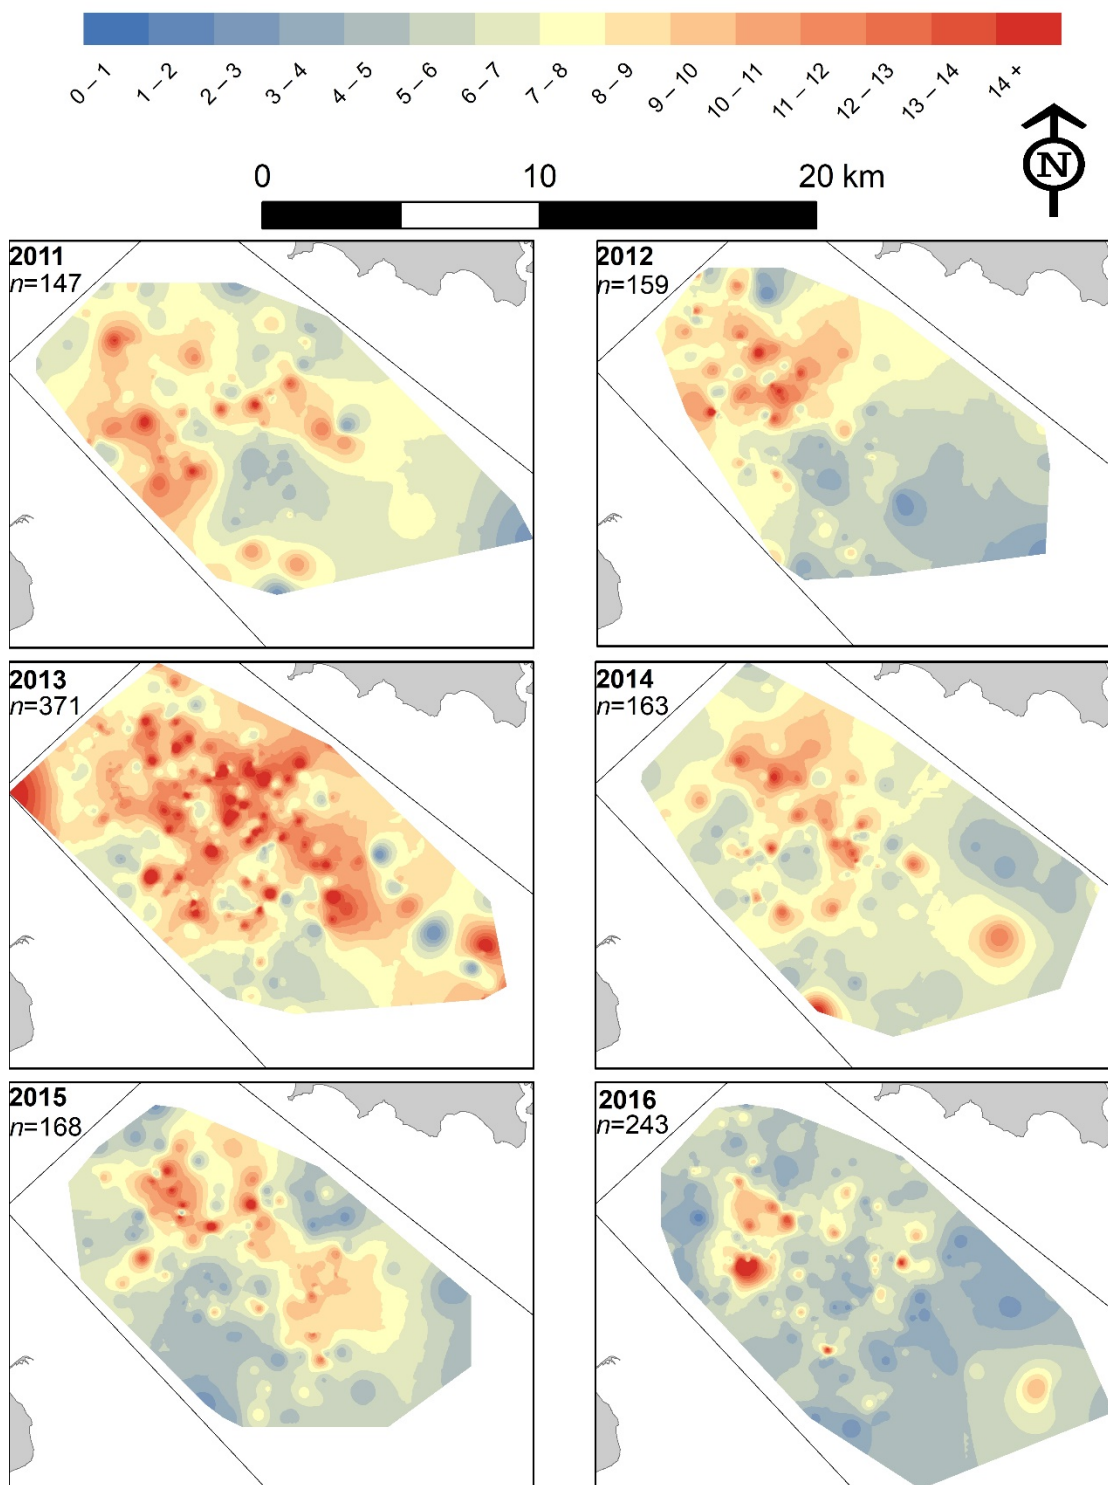 0 – 1
1 – 2
2 – 3
3 – 4
4 – 5
5 – 6
6 – 7
7 – 8
8 – 9
9 – 10
10 – 11
11 – 12
12 – 13
13 – 14
14 +
N
0 10 20 km
2011
n=147
2012
n=159
2013
n=371
2014
n=163
2015
n=168
2016
n=243